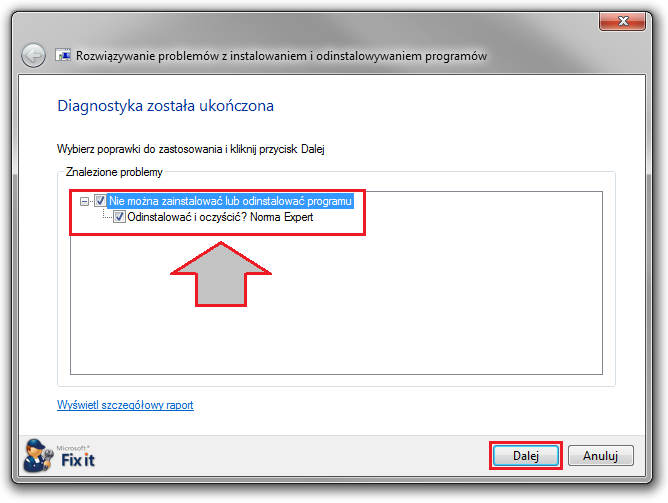 Rozwiązywanie problemów z instalowaniem i odinstalowywaniem programów
Diagnostyka została ukończona
Wybierz poprawki do zastosowania i kliknij przycisk Dalej
Znalezione problemy
Nie można zainstalować lub odinstalować programu
Odinstalować i oczyścić? Norma Expert
Wyświetl szczegółowy raport
Microsoft®
Fix it
Dalej
Anuluj